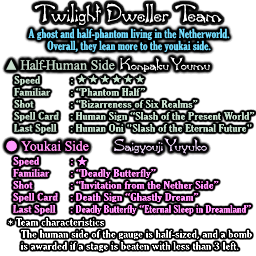 Twilight Dweller Team
A ghost and half-phantom living in the Netherworld.
Overall, they lean more to the youkai side.
▲ Half-Human Side Konpaku Youmu
Speed : ★★★★★★
Familiar : "Phantom Half"
Shot : "Bizarreness of Six Realms"
Spell Card : Human Sign "Slash of the Present World"
Last Spell : Human Oni "Slash of the Eternal Future"
● Youkai Side Saigyouji Yuyuko
Speed : ★
Familiar : "Deadly Butterfly"
Shot : "Invitation from the Nether Side"
Spell Card : Death Sign "Ghastly Dream"
Last Spell : Deadly Butterfly "Eternal Sleep in Dreamland"
* Team characteristics
The human side of the gauge is half-sized, and a bomb
is awarded if a stage is beaten with less than 3 left.